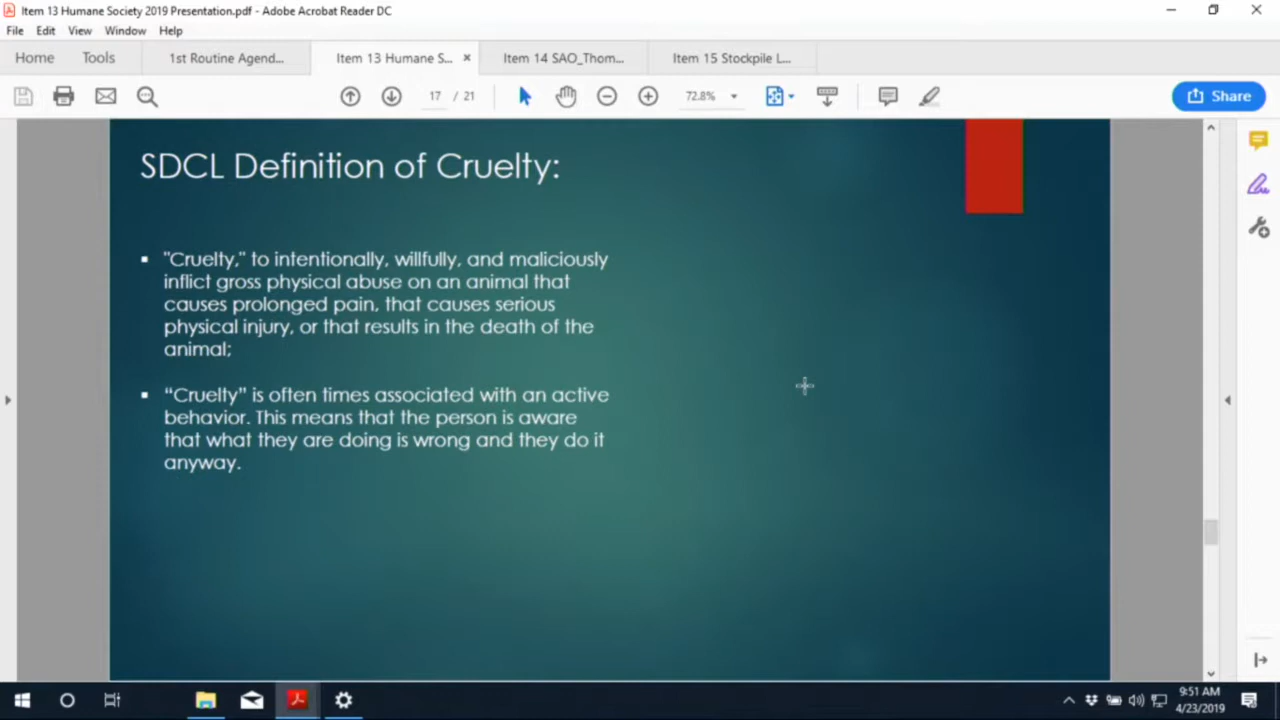 Item 13 Humane Society 2019 Presentation.pdf - Adobe Acrobat Reader DC
File Edit View Window Help
Home Tools 1st Routine Agend... Item 13 Humane S... Item 14 SAO_Thom... Item 15 Stockpile L...
17 / 21 72.8% Share
SDCL Definition of Cruelty:
"Cruelty," to intentionally, willfully, and maliciously
inflict gross physical abuse on an animal that
causes prolonged pain, that causes serious
physical injury, or that results in the death of the
animal;
“Cruelty” is often times associated with an active
behavior. This means that the person is aware
that what they are doing is wrong and they do it
anyway.
9:51 AM
4/23/2019